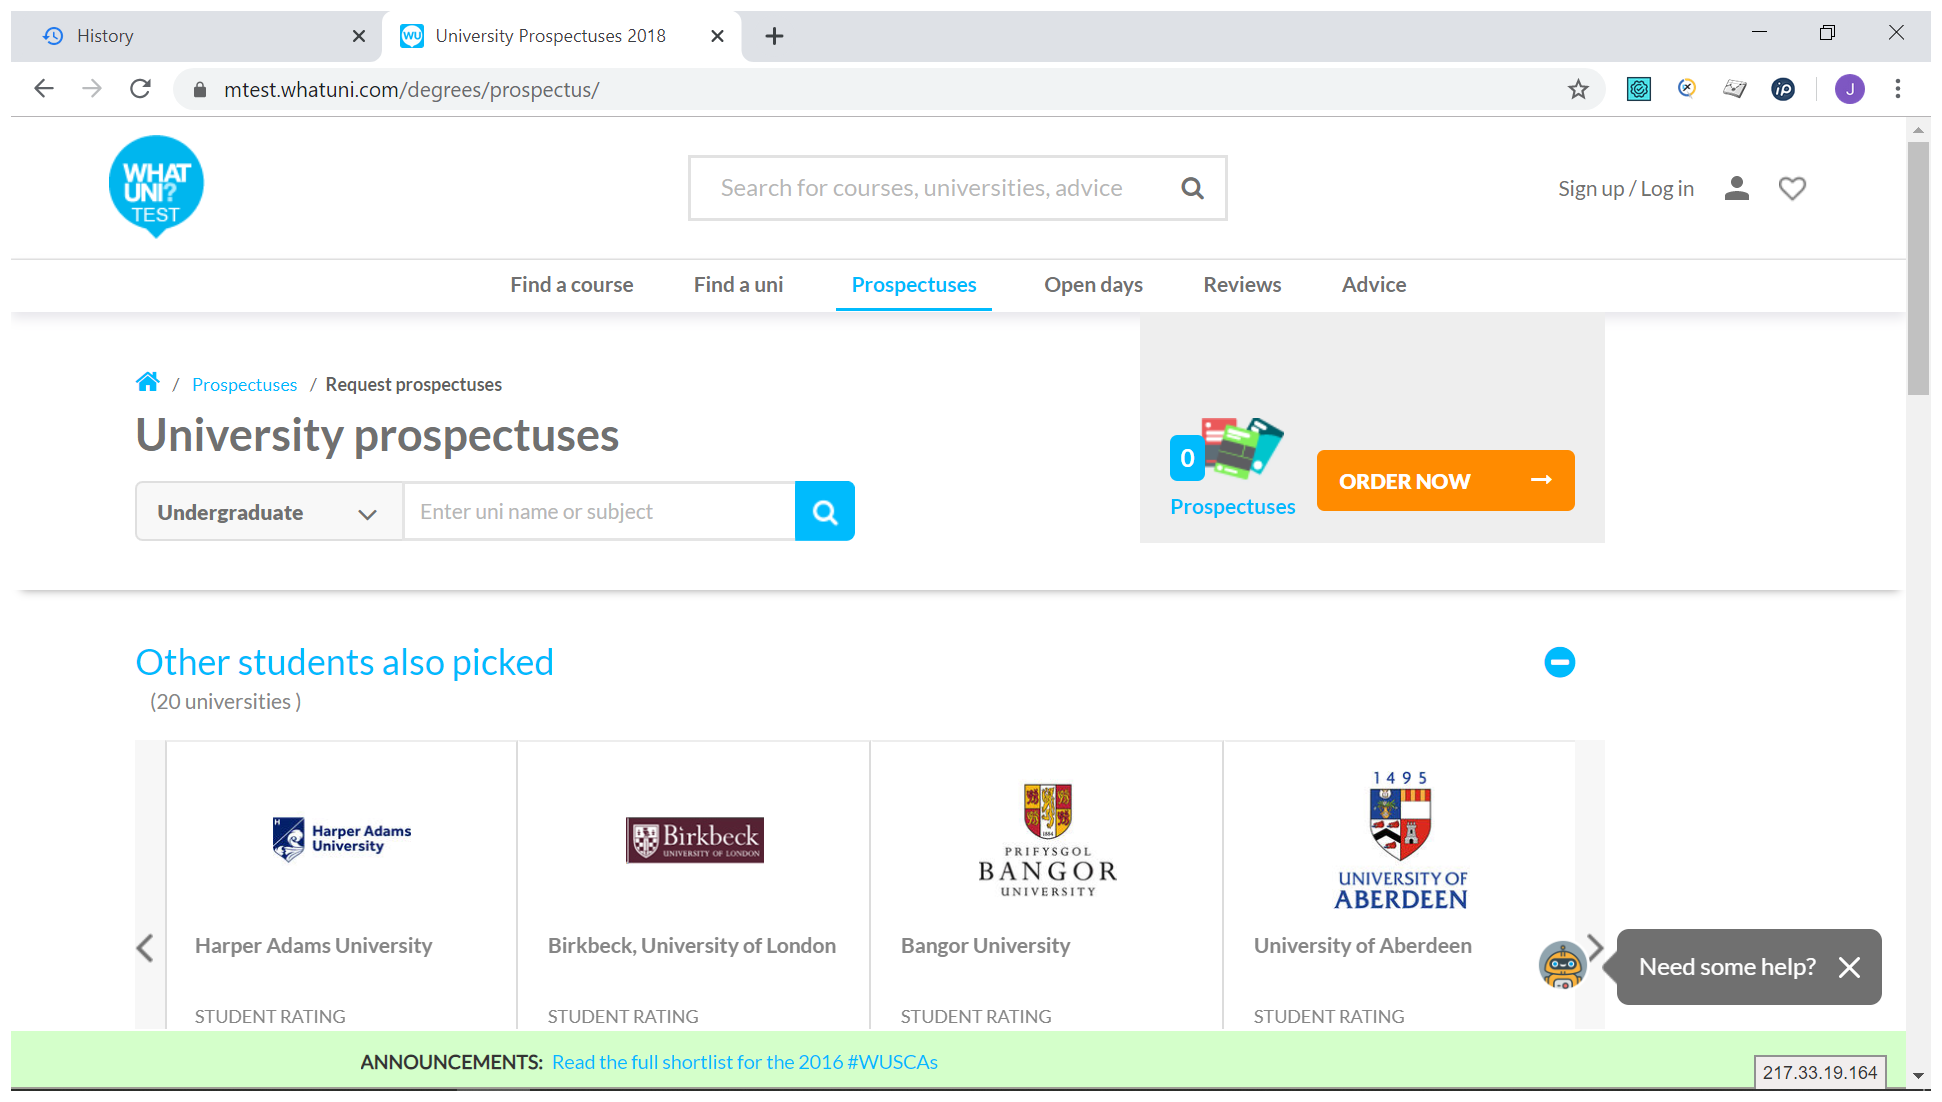 History
University Prospectuses 2018
mtest.whatuni.com/degrees/prospectus/
J
WHAT
UNI?
TEST
Search for courses, universities, advice
Sign up / Log in
Find a course Find a uni Prospectuses Open days Reviews Advice
/ Prospectuses / Request prospectuses
University prospectuses
Undergraduate
Enter uni name or subject
0
Prospectuses
ORDER NOW
Other students also picked
(20 universities )
Harper Adams
University
Birkbeck
UNIVERSITY OF LONDON
1884
PRIFYSGOL
BANGOR
UNIVERSITY
1495
UNIVERSITY OF
ABERDEEN
Harper Adams University
Birkbeck, University of London
Bangor University
University of Aberdeen
Need some help?
STUDENT RATING
STUDENT RATING
STUDENT RATING
STUDENT RATING
ANNOUNCEMENTS: Read the full shortlist for the 2016 #WUSCAs
217.33.19.164